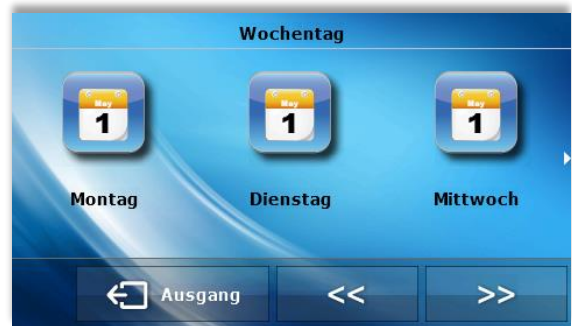 Wochentag
May May May
1 1 1
Montag Dienstag Mittwoch
Ausgang << >>